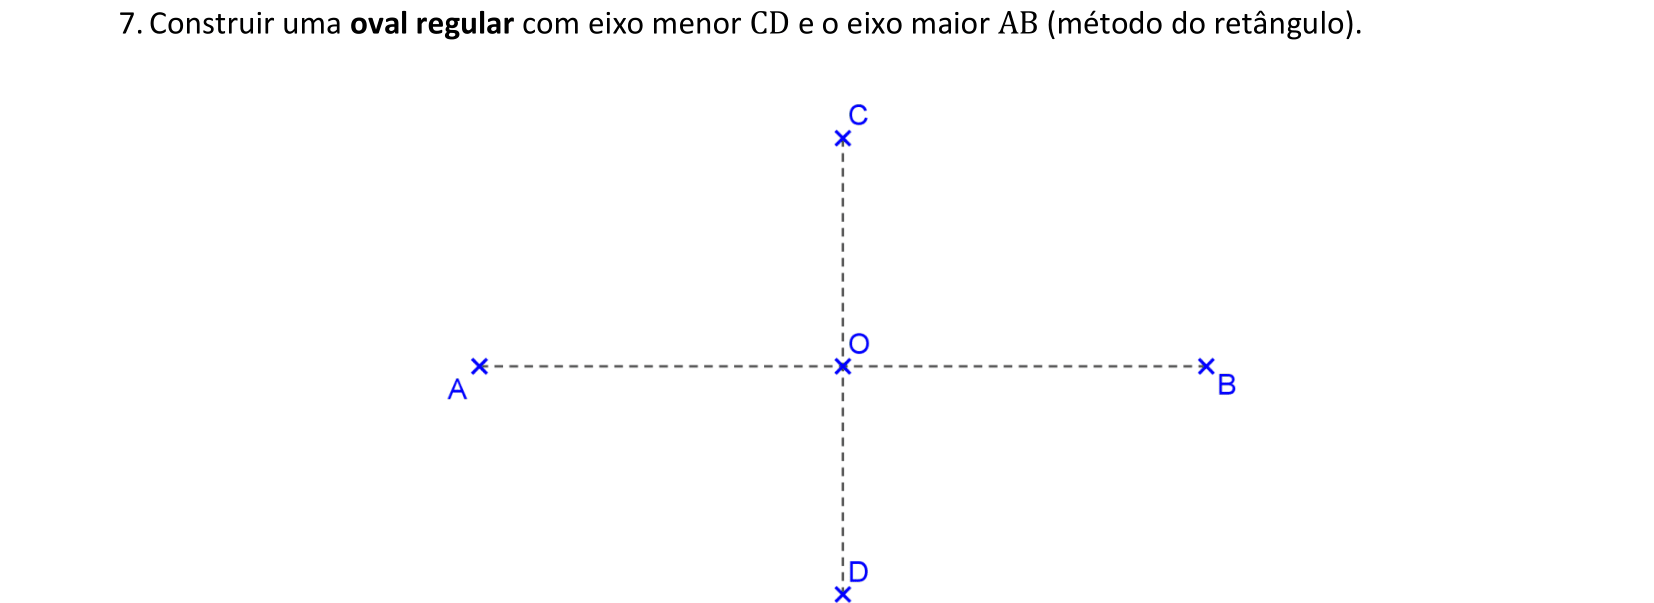 7. Construir uma oval regular com eixo menor CD e o eixo maior AB (método do retângulo).
C
O
A
B
D